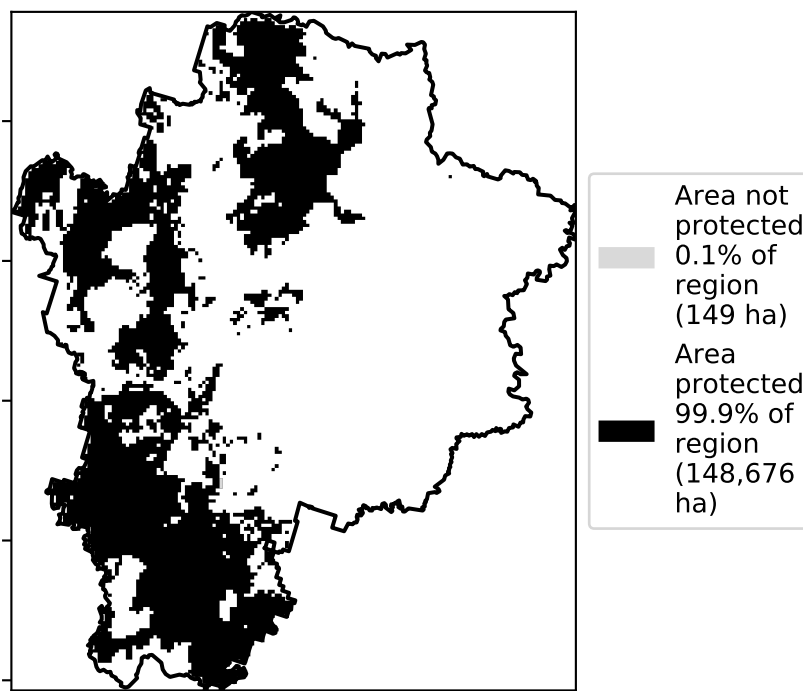 Area not
protected
0.1% of
region
(149 ha)
Area
protected
99.9% of
region
(148,676
ha)